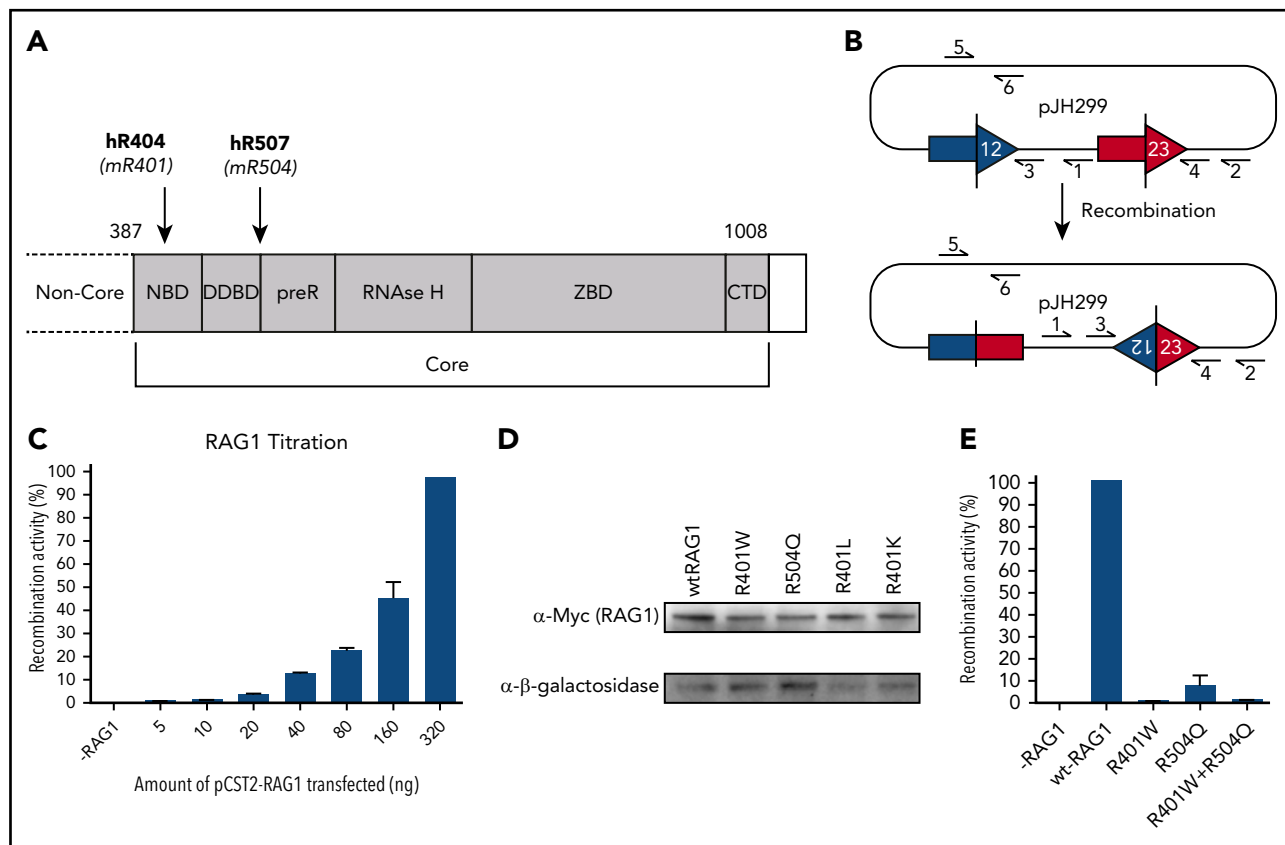 A
hR404
(mR401)
hR507
(mR504)
387
1008
Non-Core
NBD
DDBD
preR
RNAse H
ZBD
CTD
Core
B
5
6
pJH299
12
23
3
1
4
2
Recombination
5
6
pJH299
1
3
12
23
4
2
C
RAG1 Titration
Recombination activity (%)
100
90
80
70
60
50
40
30
20
10
0
-RAG1
5
10
20
40
80
160
320
Amount of pCST2-RAG1 transfected (ng)
D
wtRAG1
R401W
R504Q
R401L
R401K
α-Myc (RAG1)
α-β-galactosidase
E
Recombination activity (%)
100
90
80
70
60
50
40
30
20
10
0
-RAG1
wt-RAG1
R401W
R504Q
R401W+R504Q